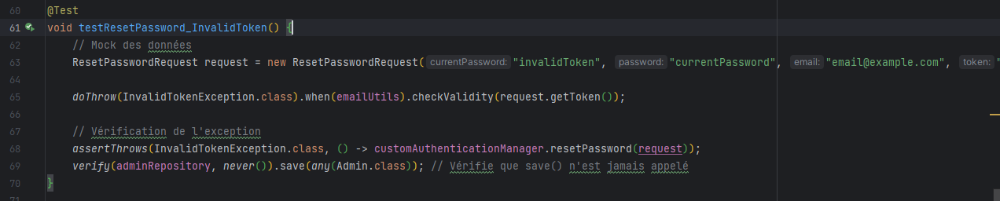 60 @Test
61 void testResetPassword_InvalidToken() {
62 // Mock des données
63 ResetPasswordRequest request = new ResetPasswordRequest( currentPassword: "invalidToken", password: "currentPassword", email: "email@example.com", token: "
64
65 doThrow(InvalidTokenException.class).when(emailUtils).checkValidity(request.getToken());
66
67 // Vérification de l'exception
68 assertThrows(InvalidTokenException.class, () -> customAuthenticationManager.resetPassword(request));
69 verify(adminRepository, never()).save(any(Admin.class)); // Vérifie que save() n'est jamais appelé
70 }
71